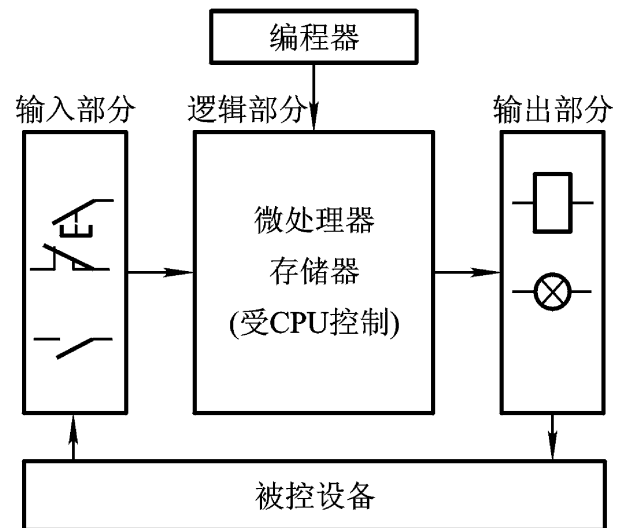 编程器
输入部分
逻辑部分
输出部分
微处理器
存储器
(受CPU控制)
被控设备